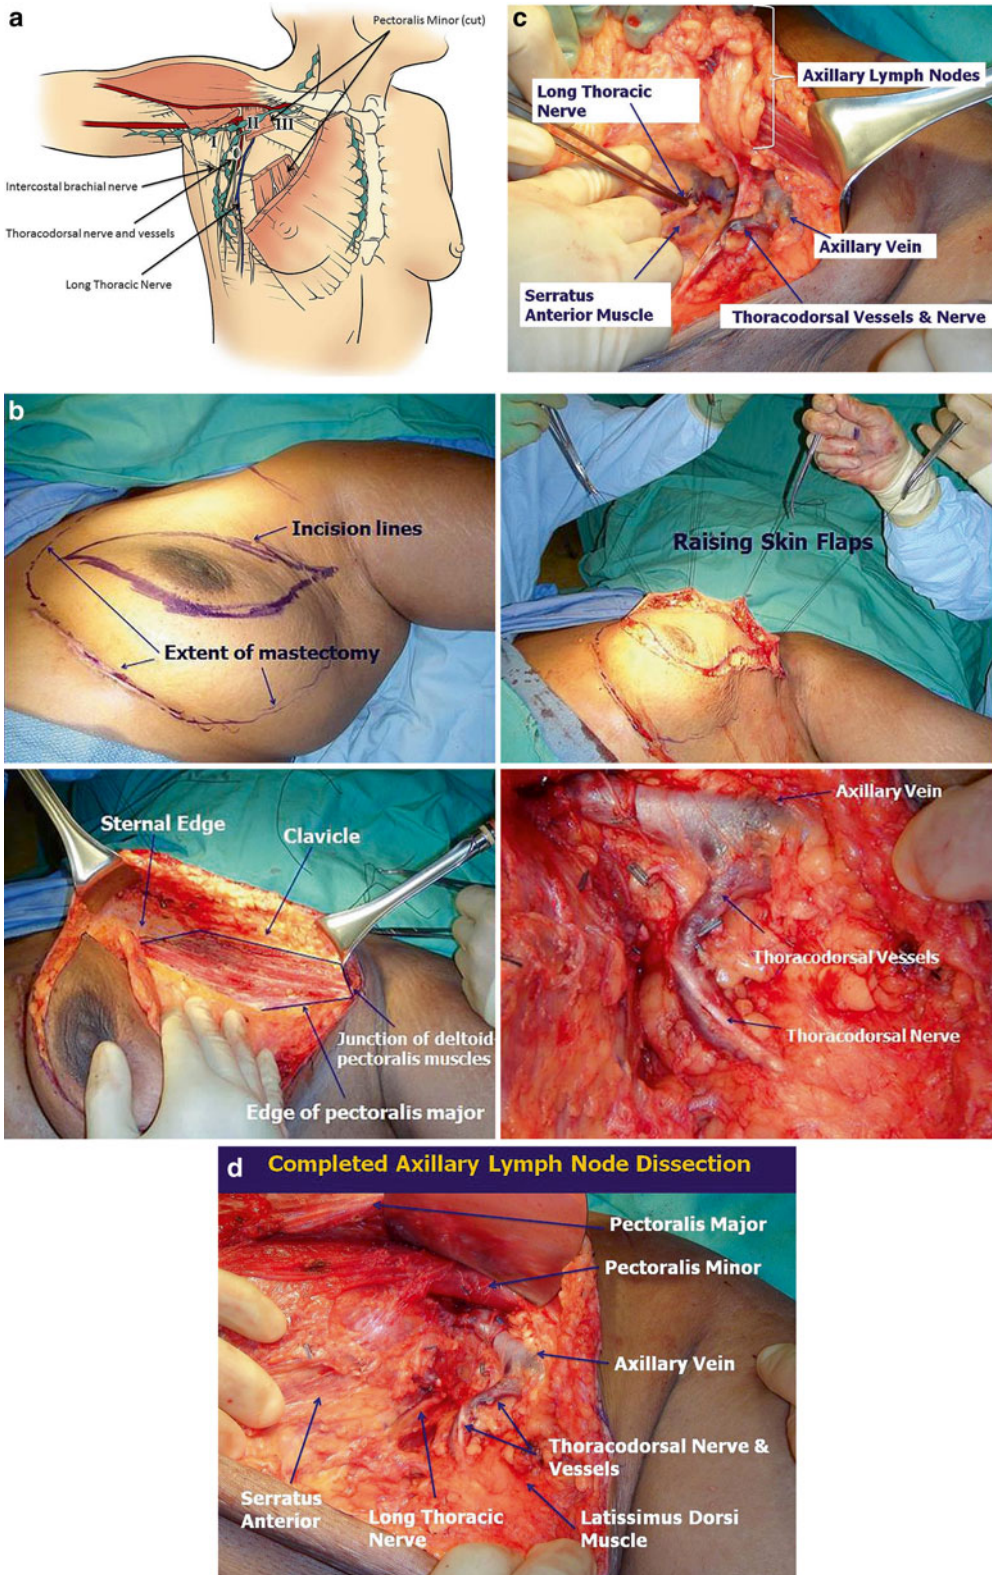 a
Pectoralis Minor (cut)
II
III
I
Intercostal brachial nerve
Thoracodorsal nerve and vessels
Long Thoracic Nerve
c
Long Thoracic
Nerve
Axillary Lymph Nodes
Axillary Vein
Serratus
Anterior Muscle
Thoracodorsal Vessels & Nerve
b
Incision lines
Extent of mastectomy
Raising Skin Flaps
Sternal Edge
Clavicle
Junction of deltoid-
pectoralis muscles
Edge of pectoralis major
Axillary Vein
Thoracodorsal Vessels
Thoracodorsal Nerve
d
Completed Axillary Lymph Node Dissection
Pectoralis Major
Pectoralis Minor
Axillary Vein
Thoracodorsal Nerve &
Vessels
Serratus
Anterior
Long Thoracic
Nerve
Latissimus Dorsi
Muscle